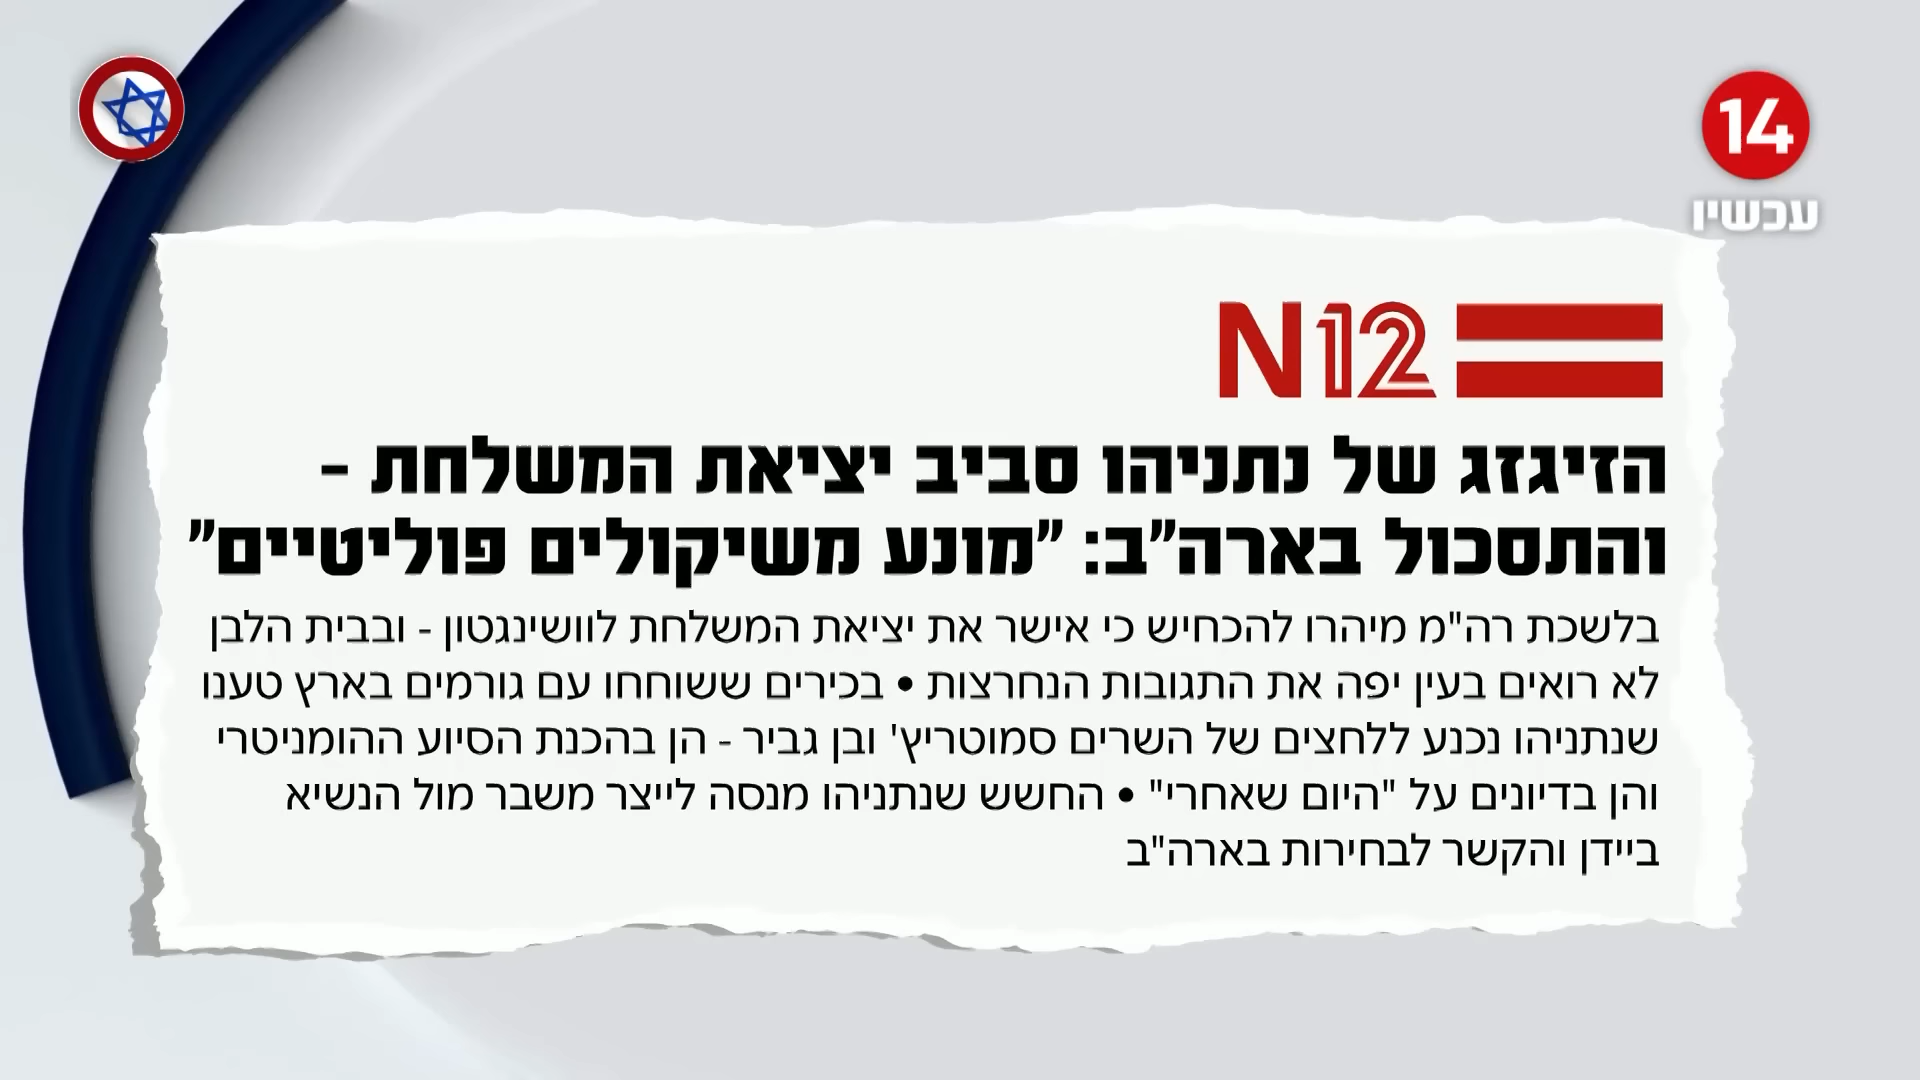 14
עכשיו
N12
הזיגזג של נתניהו סביב יציאת המשלחת -
והתסכול בארה"ב: "מונע משיקולים פוליטיים"
בלשכת רה"מ מיהרו להכחיש כי אישר את יציאת המשלחת לוושינגטון - ובבית הלבן
לא רואים בעין יפה את התגובות הנחרצות • בכירים ששוחחו עם גורמים בארץ טענו
שנתניהו נכנע ללחצים של השרים סמוטריץ' ובן גביר - הן בהכנת הסיוע ההומניטרי
והן בדיונים על "היום שאחרי" • החשש שנתניהו מנסה לייצר משבר מול הנשיא
ביידן והקשר לבחירות בארה"ב